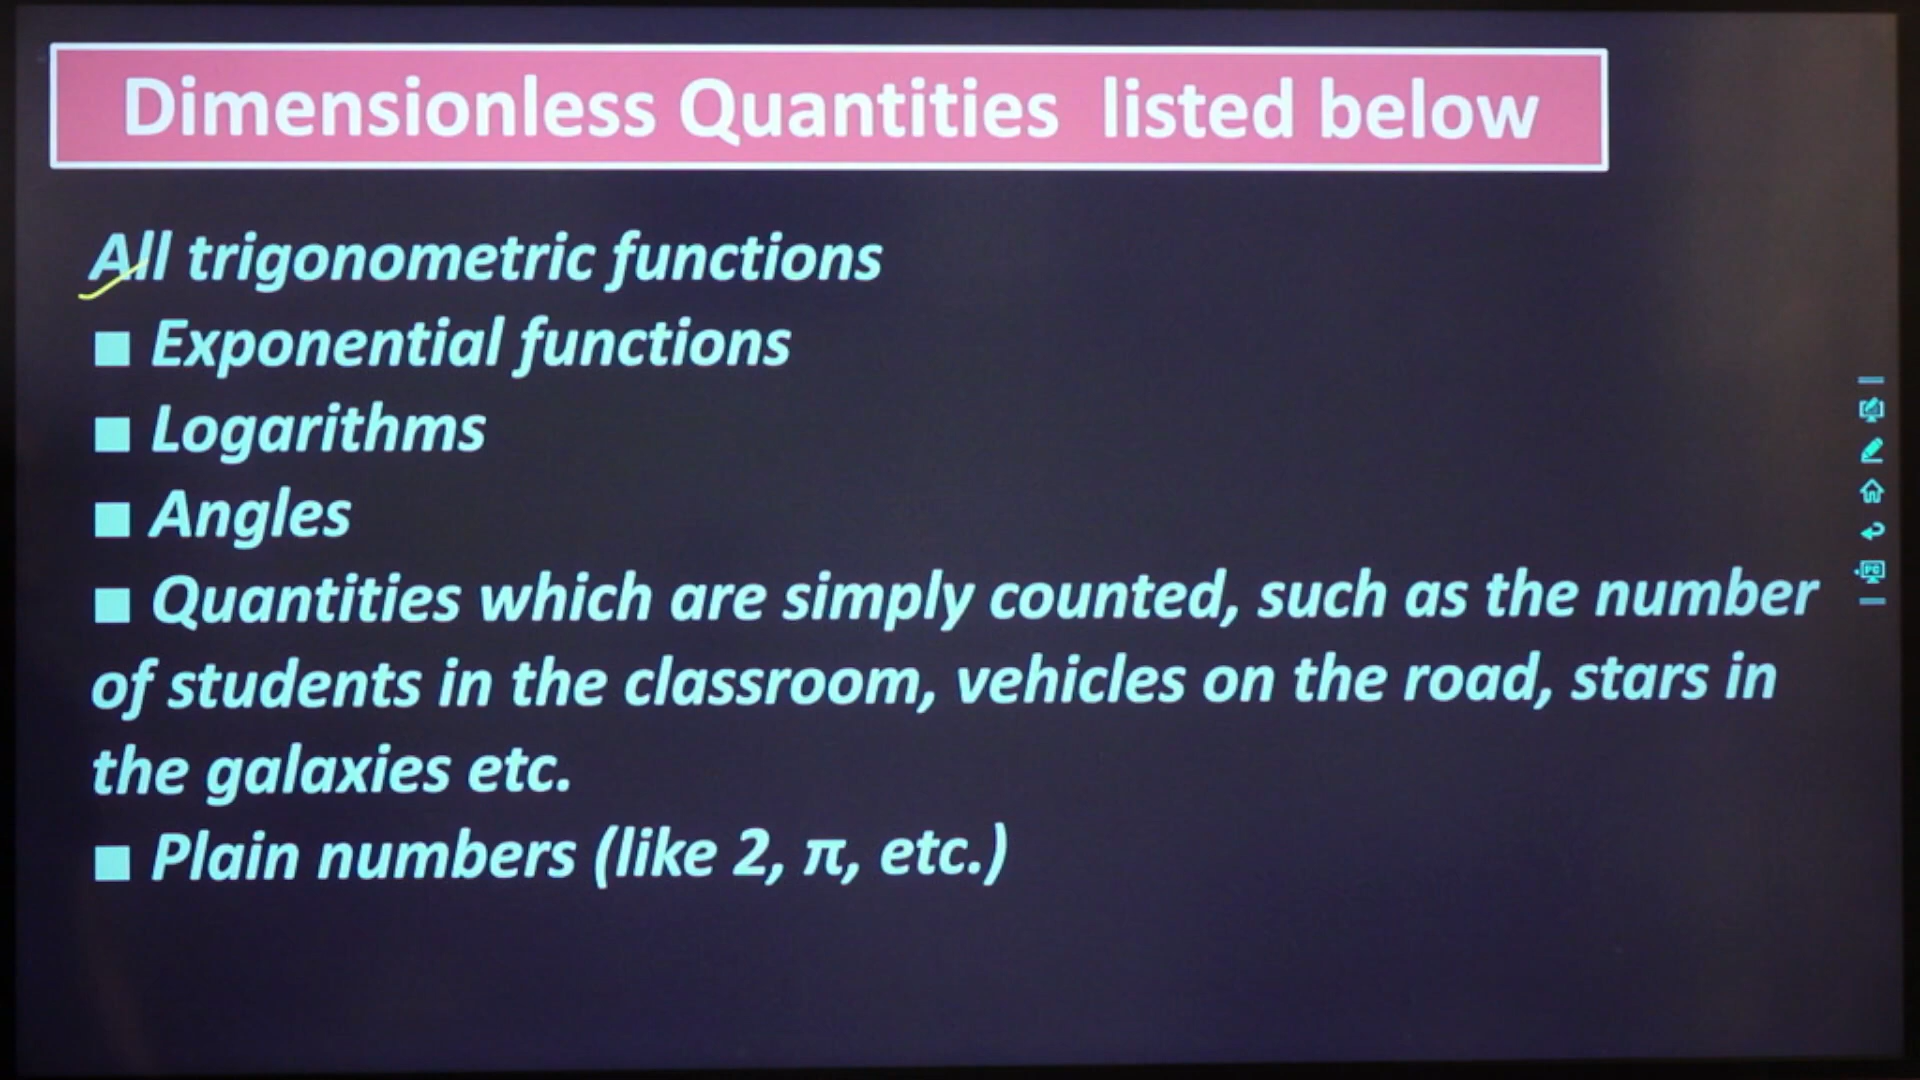 Dimensionless Quantities listed below
All trigonometric functions
■ Exponential functions
■ Logarithms
■ Angles
■ Quantities which are simply counted, such as the number
of students in the classroom, vehicles on the road, stars in
the galaxies etc.
■ Plain numbers (like 2, π, etc.)
PC